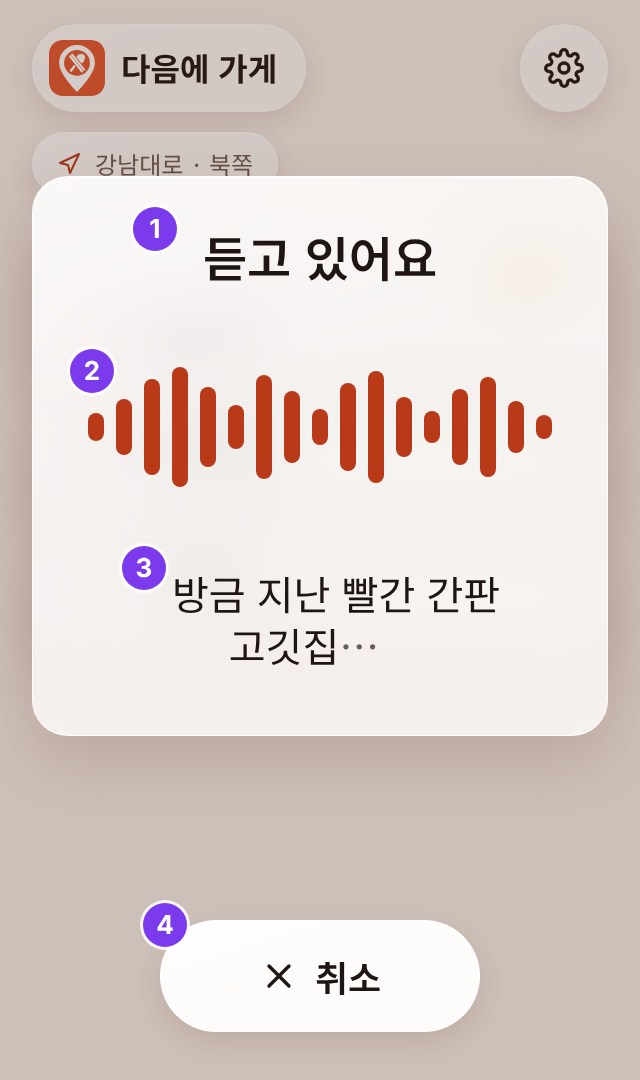 다음에 가게
강남대로 · 북쪽
1
듣고 있어요
2
3
방금 지난 빨간 간판
고깃집···
4
취소